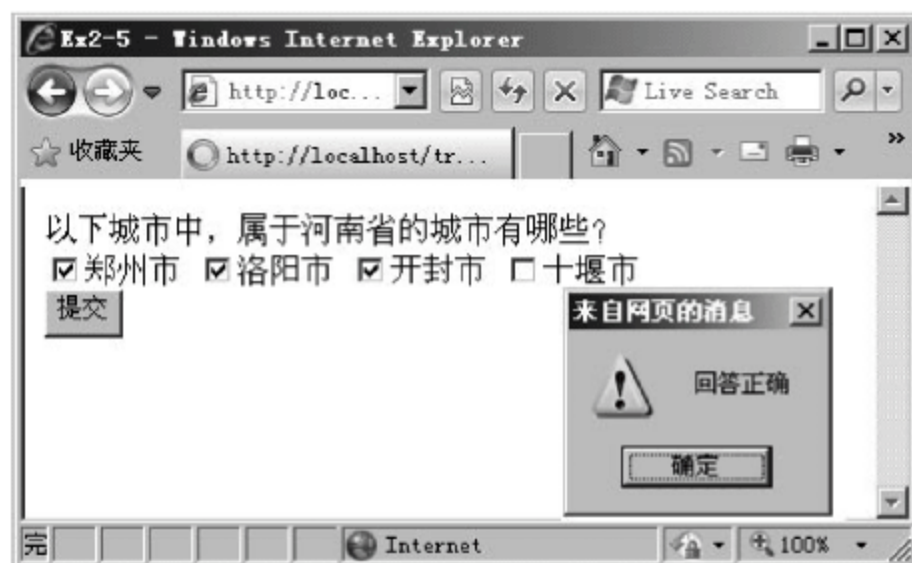 Ex2-5 - Windows Internet Explorer
http://loc... Live Search
收藏夹 http://localhost/tr... »
以下城市中，属于河南省的城市有哪些?
郑州市 洛阳市 开封市 十堰市
提交
来自网页的消息
回答正确
确定
完 Internet 100%